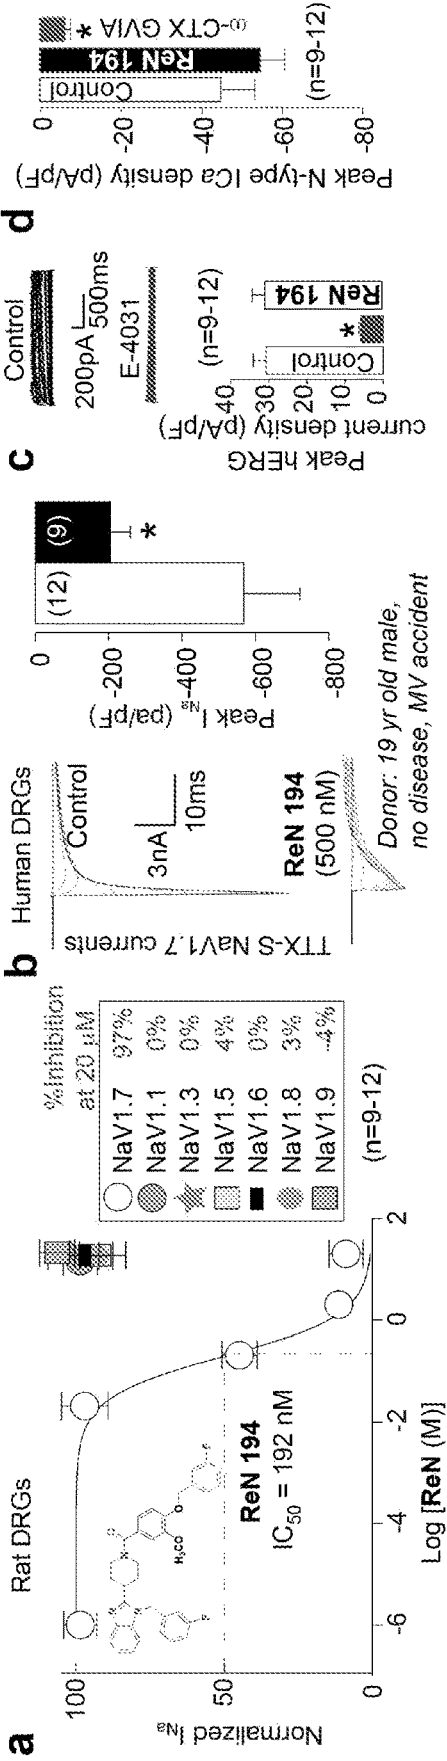 a
Rat DRGs
Normalized I Na
100
50
0
-6
-4
-2
0
2
Log [ReN (M)]
ReN 194
IC50 = 192 nM
O
N
N
N
O
H₃CO
F
F
%Inhibition
at 20 µM
NaV1.7 97%
NaV1.1 0%
NaV1.3 0%
NaV1.5 4%
NaV1.6 0%
NaV1.8 3%
NaV1.9 -4%
(n=9-12)
b
Human DRGs
TTX-S NaV1.7 currents
Control
3nA
10ms
ReN 194
(500 nM)
Donor: 19 yr old male,
no disease, MV accident
Peak I Na (pa/pF)
0
-200
-400
-600
-800
(12)
(9)
*
c
Control
200pA
500ms
E-4031
Peak hERG
current density (pA/pF)
40
30
20
10
0
Control
*
ReN 194
(n=9-12)
d
Peak N-type ICa density (pA/pF)
0
-20
-40
-60
-80
Control
ReN 194
* ω-CTX GVIA
(n=9-12)